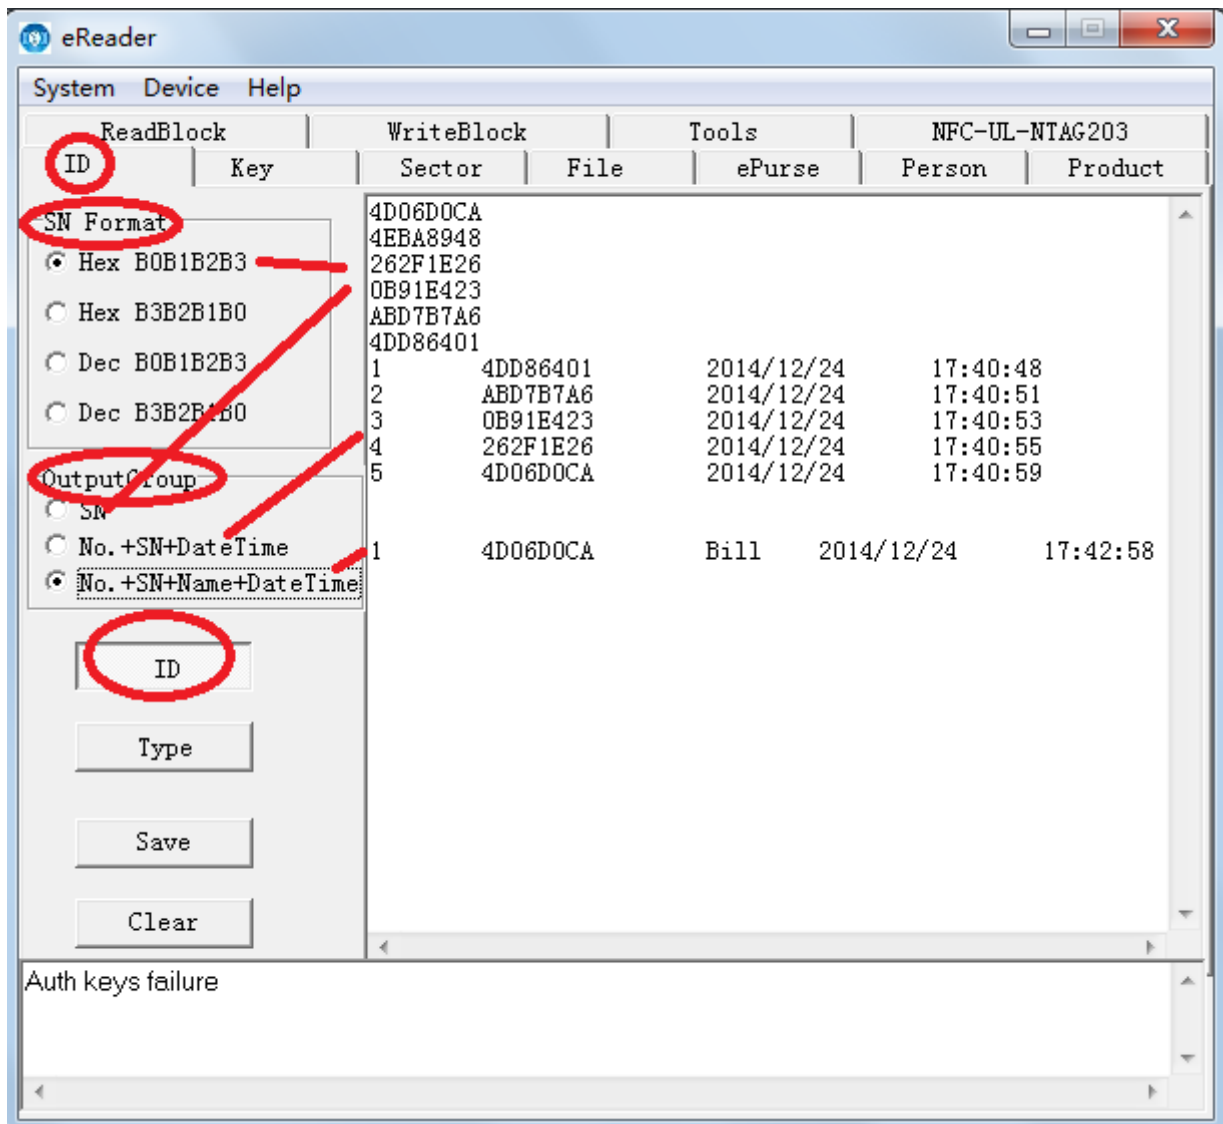 eReader
System Device Help
ReadBlock WriteBlock Tools NFC-UL-NTAG203
ID Key Sector File ePurse Person Product
SN Format
Hex B0B1B2B3
Hex B3B2B1B0
Dec B0B1B2B3
Dec B3B2B1B0
OutputGroup
SN
No.+SN+DateTime
No.+SN+Name+DateTime
ID
Type
Save
Clear
4D06D0CA
4EBA8948
262F1E26
0B91E423
ABD7B7A6
4DD86401
1 4DD86401 2014/12/24 17:40:48
2 ABD7B7A6 2014/12/24 17:40:51
3 0B91E423 2014/12/24 17:40:53
4 262F1E26 2014/12/24 17:40:55
5 4D06D0CA 2014/12/24 17:40:59
1 4D06D0CA Bill 2014/12/24 17:42:58
Auth keys failure